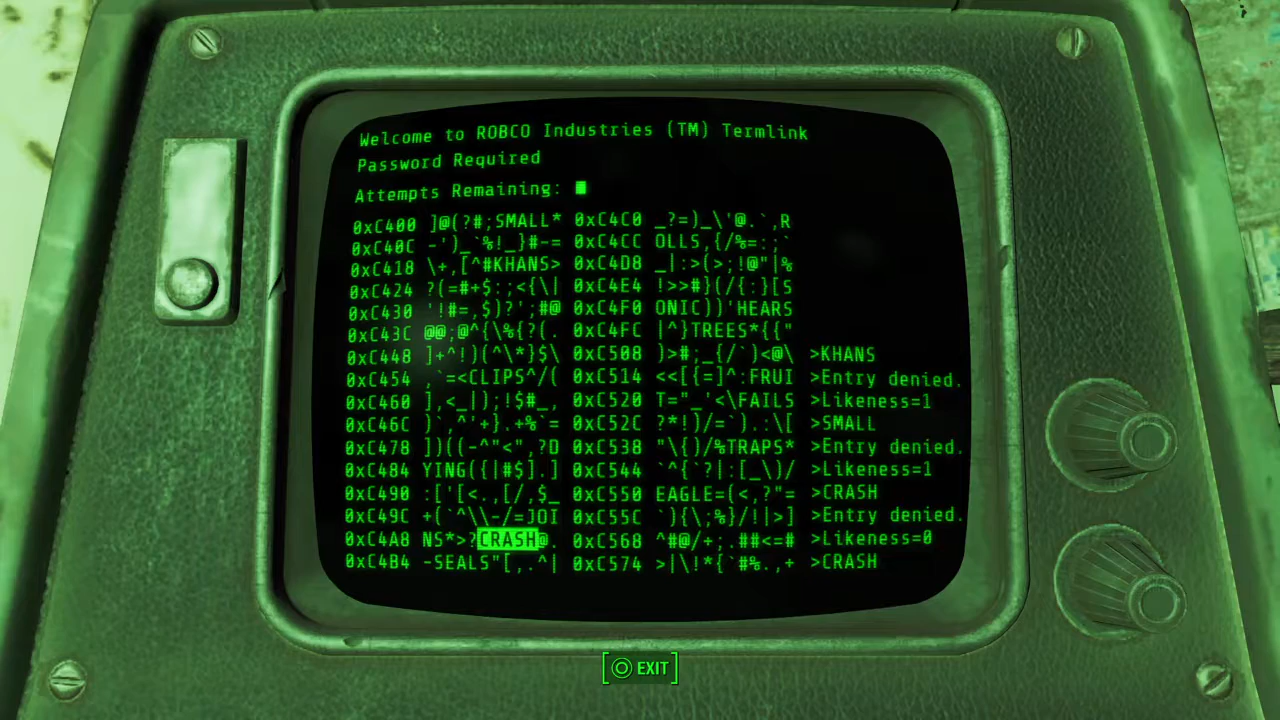 Welcome to ROBCO Industries (TM) Termlink
Password Required
Attempts Remaining: ■
0xC400 ]@(?#;SMALL* 0xC4C0 _?=)_\'@.`,R
0xC40C -')_`%!_}#-= 0xC4CC OLLS,{/%=:;`
0xC418 \+,[^#KHANS> 0xC4D8 _|:>(>;!@"|%
0xC424 ?(=#+$:;<{\| 0xC4E4 !>>#}(/{:}[S
0xC430 '!#=,$)?';#@ 0xC4F0 ONIC))'HEARS
0xC43C @@;@^{\%{?(. 0xC4FC |^}TREES*{{"
0xC448 ]+^!)(^\*}$\ 0xC508 )>#;_{/`)<@\ >KHANS
0xC454 ,`=<CLIPS^/( 0xC514 <<[{=]^:FRUI >Entry denied.
0xC460 ],<_|);!$#_, 0xC520 T="_'<\FAILS >Likeness=1
0xC46C )`,^'+}.+%`= 0xC52C ?*!]/=`).:\[ >SMALL
0xC478 ])((-^"<",?D 0xC538 "\{)/%TRAPS* >Entry denied.
0xC484 YING({|#$].] 0xC544 `^{`?|:[_\)/ >Likeness=1
0xC490 :['[<.,[/,$_ 0xC550 EAGLE=(<,?"= >CRASH
0xC49C +(`^\\-/=JOI 0xC55C `){\;%}/!|>] >Entry denied.
0xC4A8 NS*>?CRASH@. 0xC568 ^#@/+;.##<=# >Likeness=0
0xC4B4 -SEALS"[,.^| 0xC574 >|\!*{`#%.,+ >CRASH
EXIT